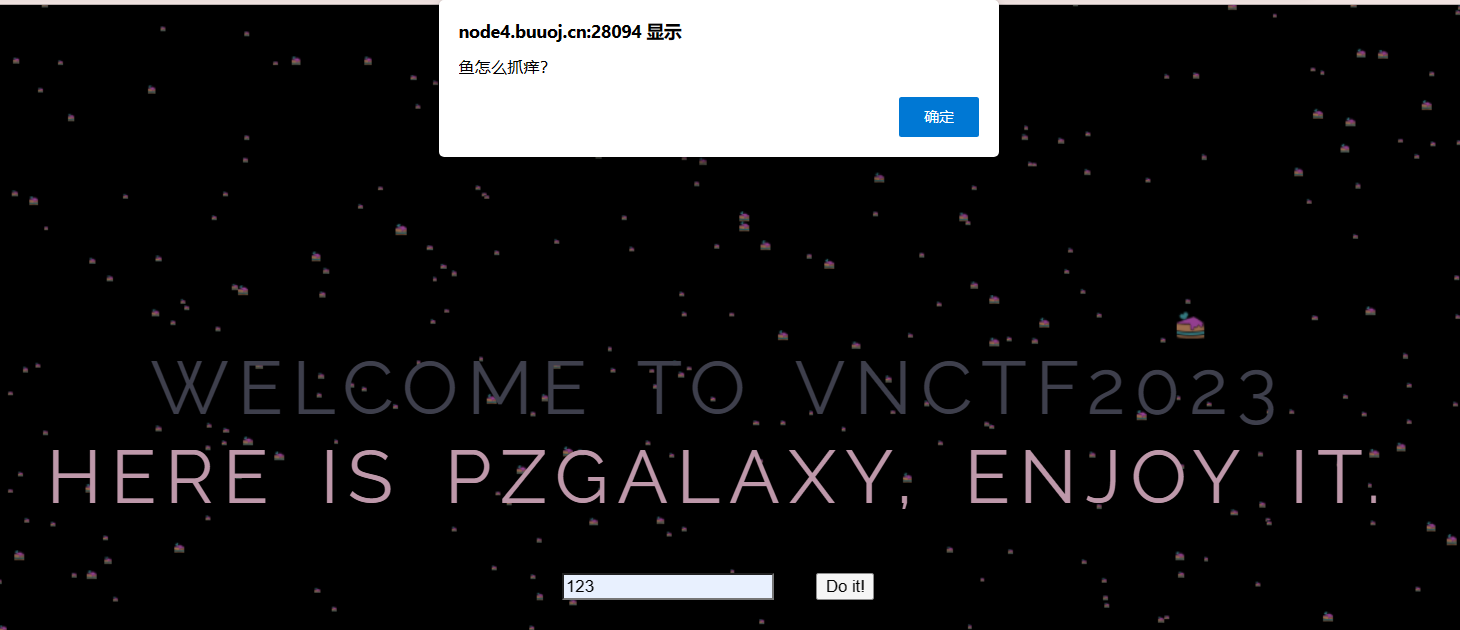 node4.buuoj.cn:28094 显示
鱼怎么抓痒？
确定
WELCOME TO VNCTF2023
HERE IS PZGALAXY, ENJOY IT.
123 Do it!